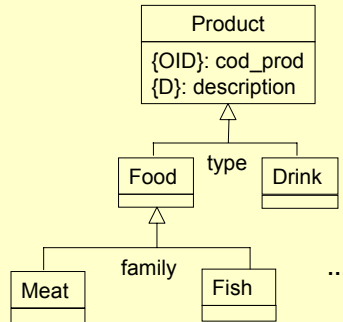 Product
{OID}: cod_prod
{D}: description
type
Food
Drink
family
Meat
Fish
..